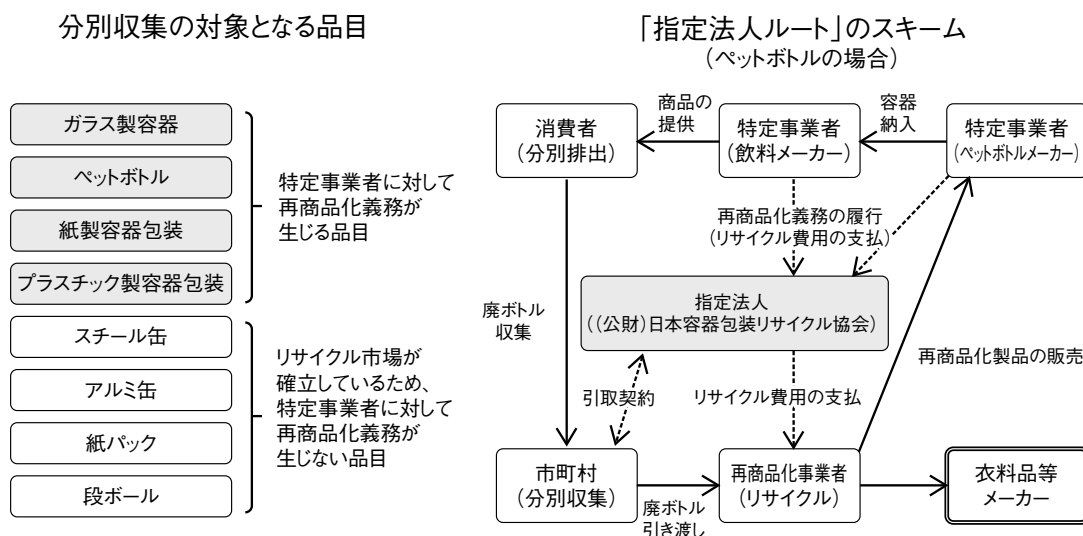 分別収集の対象となる品目
ガラス製容器
ペットボトル
紙製容器包装
プラスチック製容器包装
スチール缶
アルミ缶
紙パック
段ボール
特定事業者に対して
再商品化義務が
生じる品目
リサイクル市場が
確立しているため、
特定事業者に対して
再商品化義務が
生じない品目
「指定法人ルート」のスキーム
(ペットボトルの場合)
消費者
(分別排出)
商品の
提供
特定事業者
(飲料メーカー)
容器
納入
特定事業者
(ペットボトルメーカー)
再商品化義務の履行
(リサイクル費用の支払)
指定法人
((公財)日本容器包装リサイクル協会)
廃ボトル
収集
引取契約
リサイクル費用の支払
再商品化製品の販売
市町村
(分別収集)
廃ボトル
引き渡し
再商品化事業者
(リサイクル)
衣料品等
メーカー